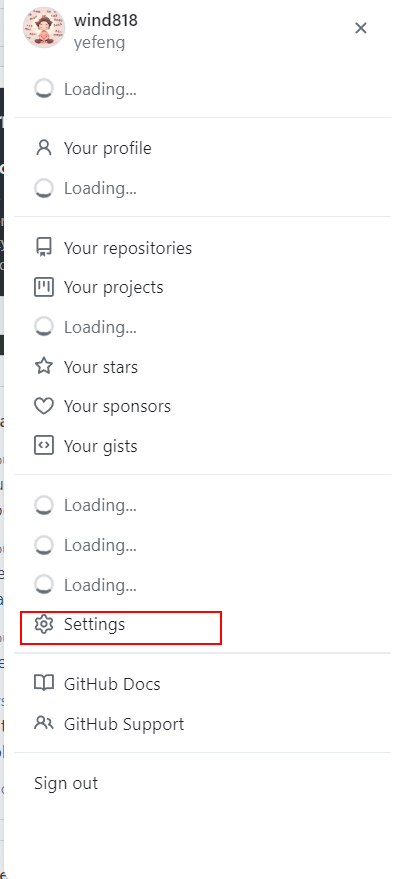 wind818
yefeng
Loading...
Your profile
Loading...
Your repositories
Your projects
Loading...
Your stars
Your sponsors
Your gists
Loading...
Loading...
Loading...
Settings
GitHub Docs
GitHub Support
Sign out